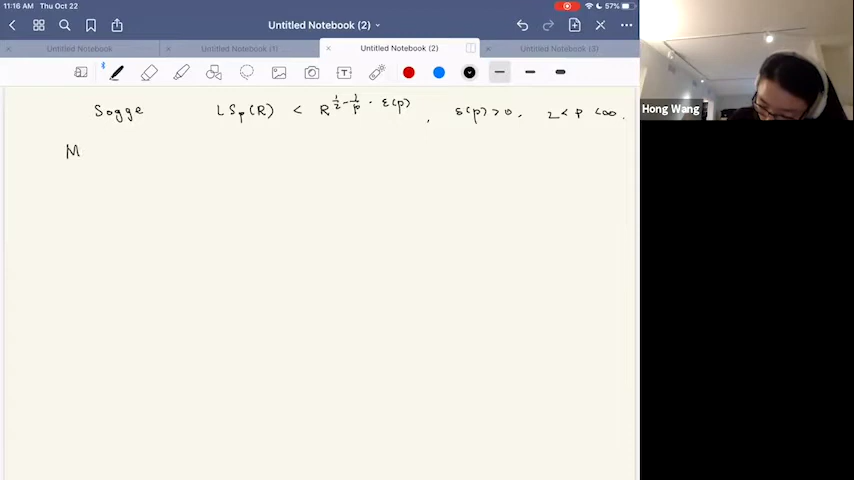 11:16 AM Thu Oct 22
57%
Untitled Notebook (2)
Untitled Notebook
Untitled Notebook (1)
Untitled Notebook (2)
Untitled Notebook (3)
Sogge LS_p(R) < R^{1/2 - 1/p - ε(p)}, ε(p) > 0, 2 < p < ∞.
M
Hong Wang